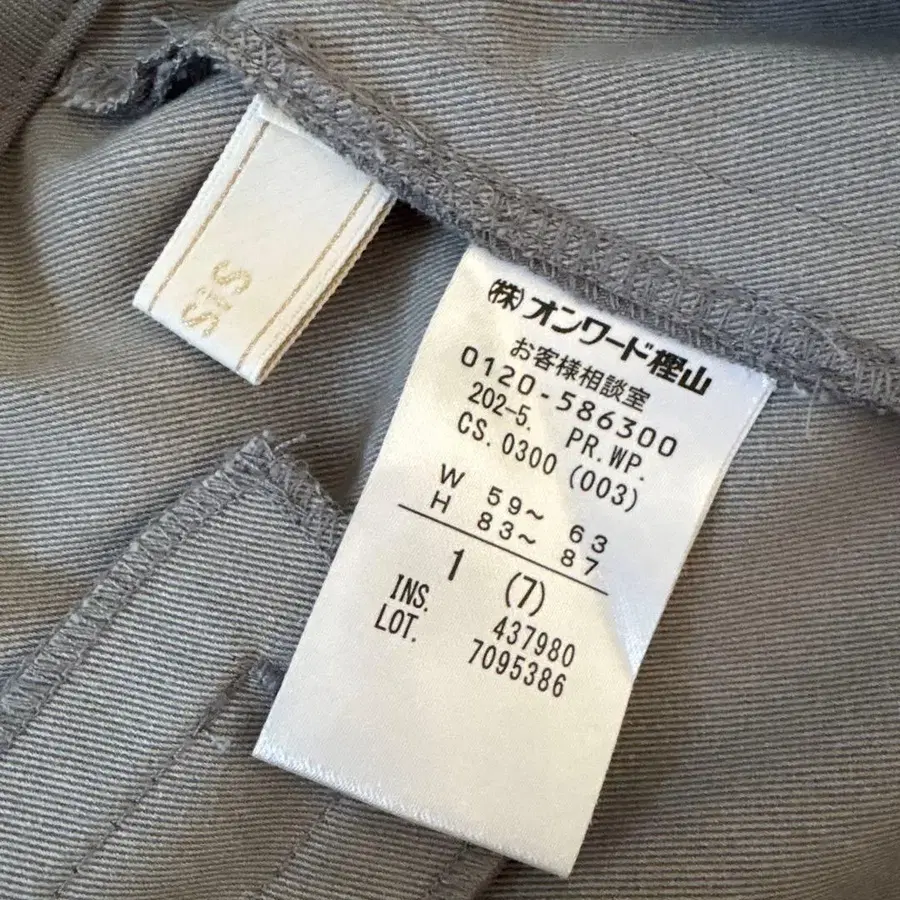 SiS
㈱オンワード樫山
お客様相談室
0120-586300
202-5. PR.WP.
CS.0300(003)
W 59~ 63
H 83~ 87
1 (7)
INS. 437980
LOT. 7095386